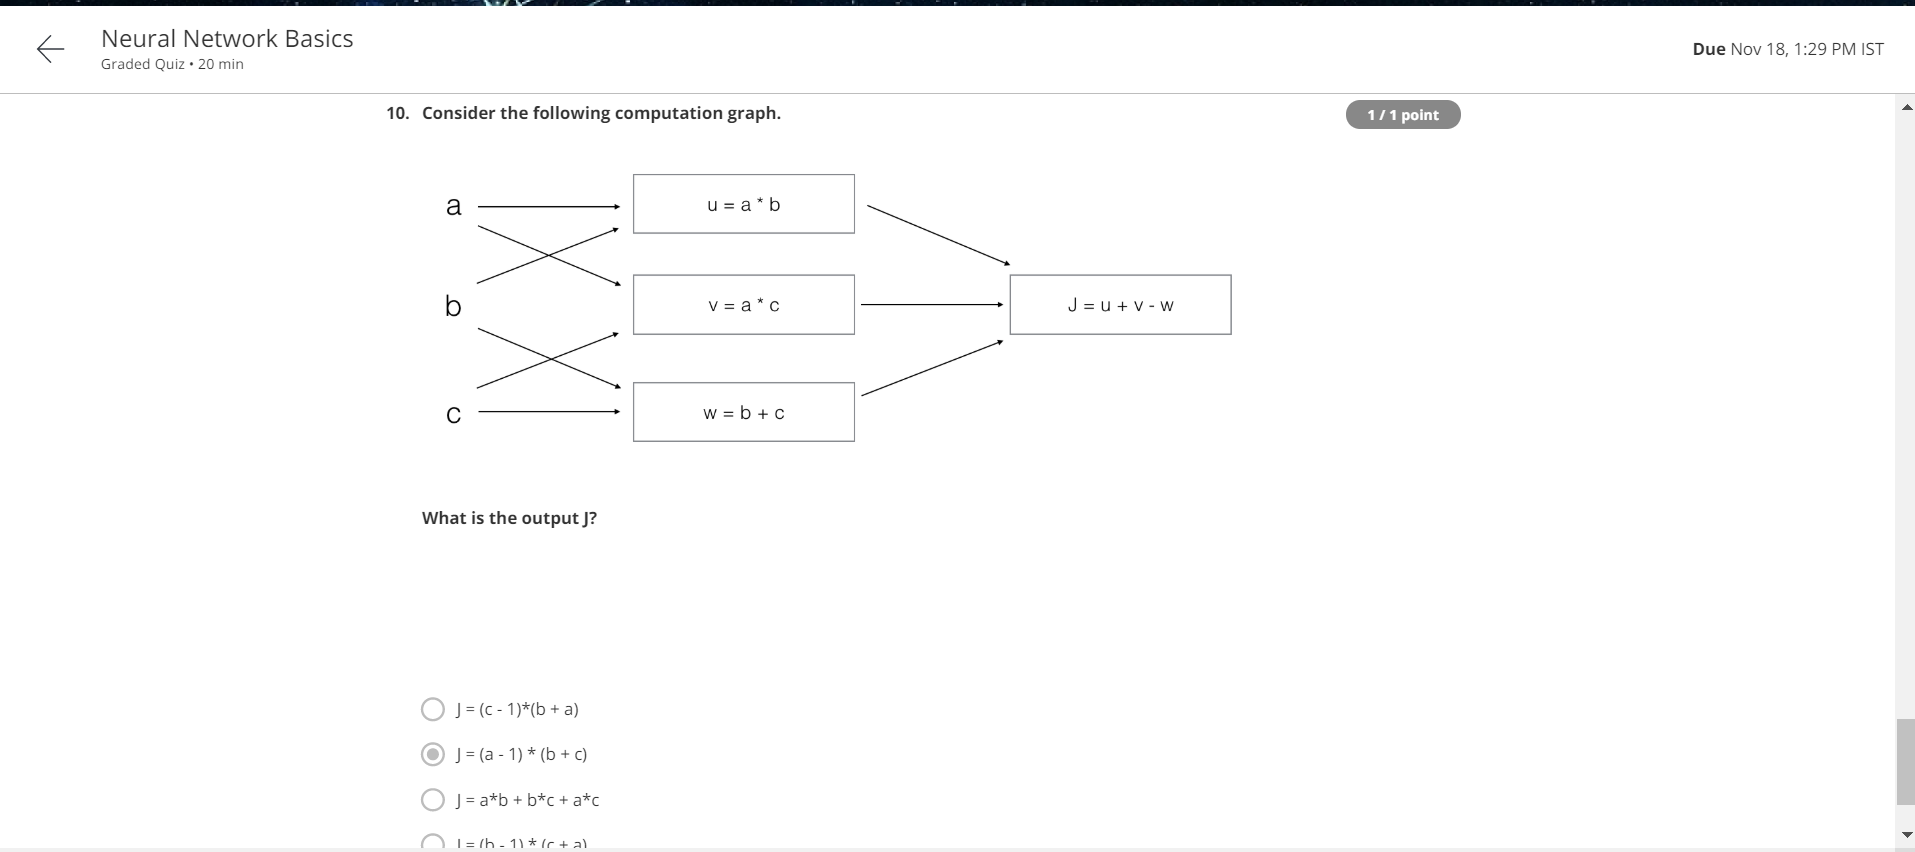 Neural Network Basics
Graded Quiz • 20 min
Due Nov 18, 1:29 PM IST
10. Consider the following computation graph.
1 / 1 point
a
u = a * b
b
v = a * c
J = u + v - w
c
w = b + c
What is the output J?
J = (c - 1)*(b + a)
J = (a - 1) * (b + c)
J = a*b + b*c + a*c
J = (b - 1) * (c + a)